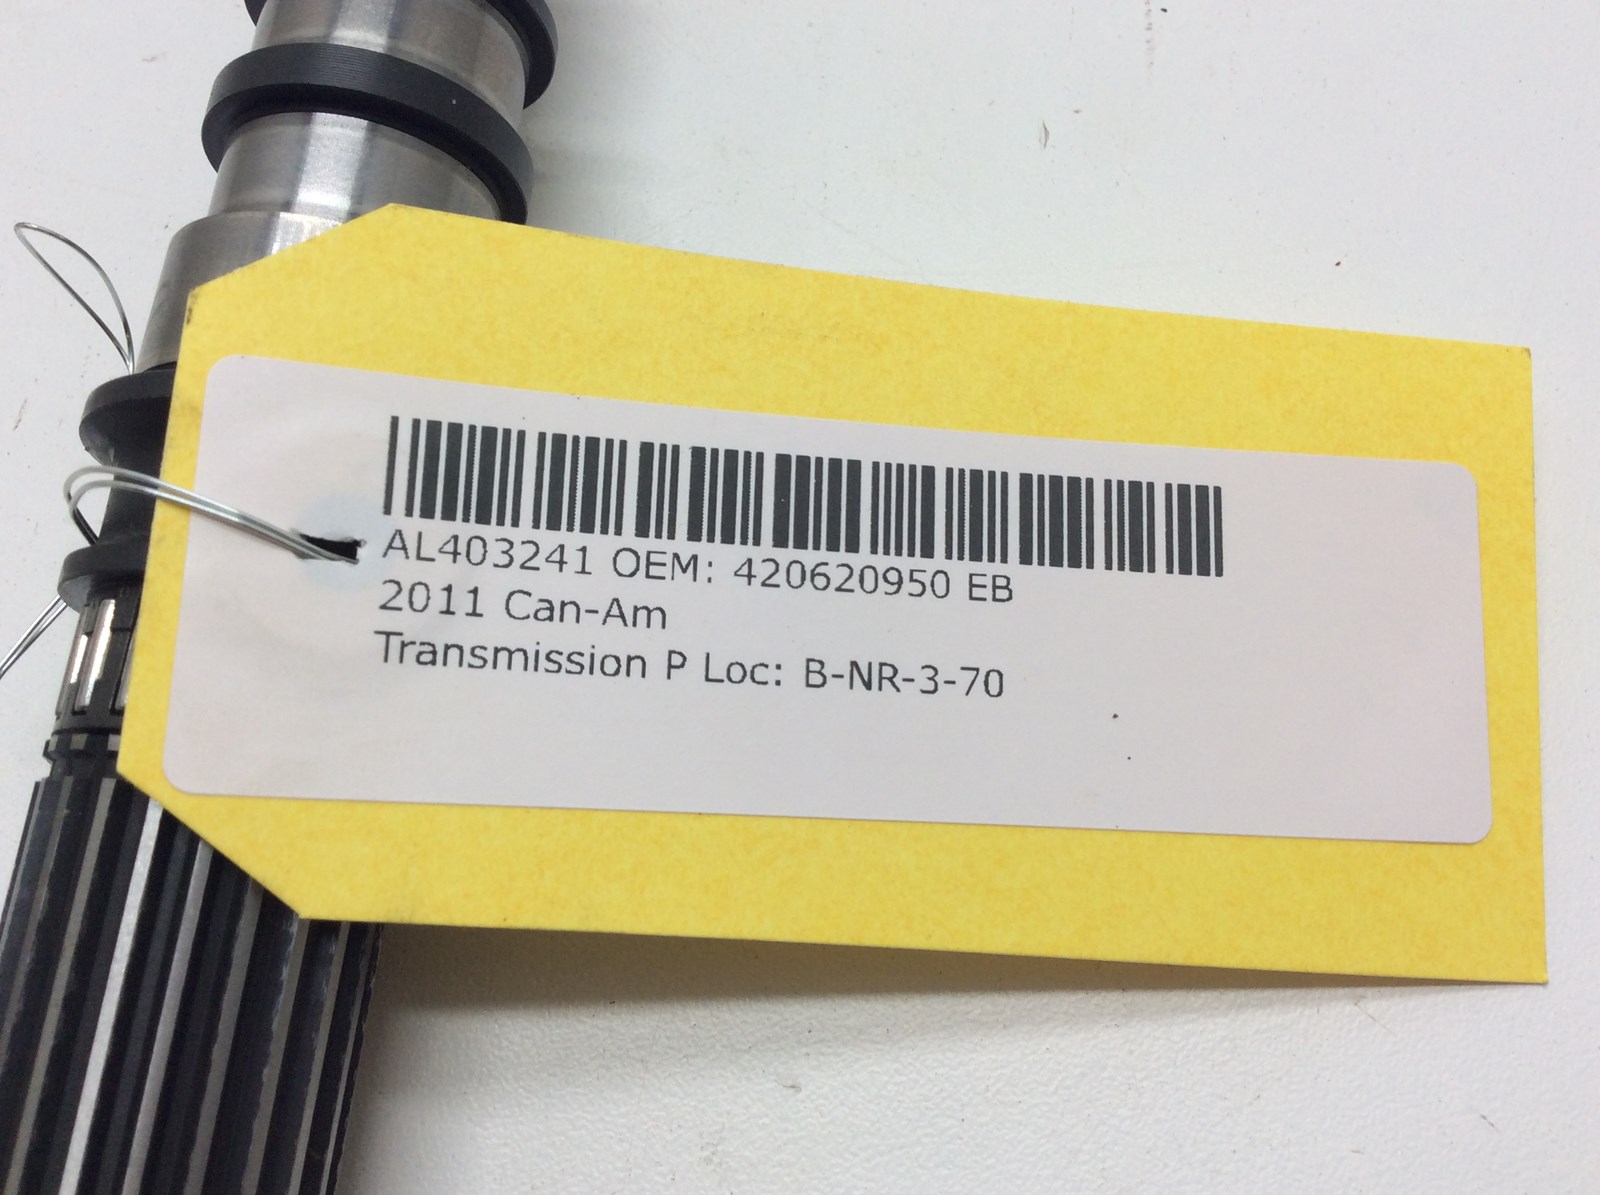 AL403241 OEM: 420620950 EB
2011 Can-Am
Transmission P Loc: B-NR-3-70